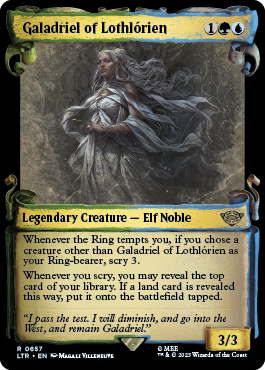 Galadriel of Lothlórien 1
Legendary Creature — Elf Noble
Whenever the Ring tempts you, if you chose a
creature other than Galadriel of Lothlórien as
your Ring-bearer, scry 3.
Whenever you scry, you may reveal the top
card of your library. If a land card is revealed
this way, put it onto the battlefield tapped.
"I pass the test. I will diminish, and go into the
West, and remain Galadriel."
3/3
R 0657
LTR • EN Magali Villeneuve
© MEE
™ & © 2023 Wizards of the Coast